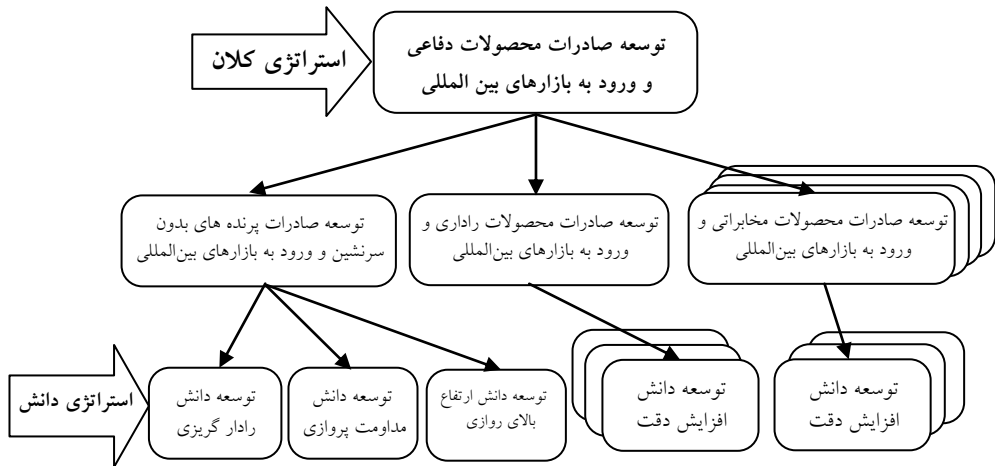 استراتژی کلان
توسعه صادرات محصولات دفاعی
و ورود به بازارهای بین المللی
توسعه صادرات محصولات مخابراتی و
ورود به بازارهای بین‌المللی
توسعه صادرات محصولات راداری و
ورود به بازارهای بین‌المللی
توسعه صادرات پرنده های بدون
سرنشین و ورود به بازارهای بین‌المللی
توسعه دانش
افزایش دقت
توسعه دانش
افزایش دقت
توسعه دانش ارتفاع
بالای روازی
توسعه دانش
مداومت پروازی
توسعه دانش
رادار گریزی
استراتژی دانش